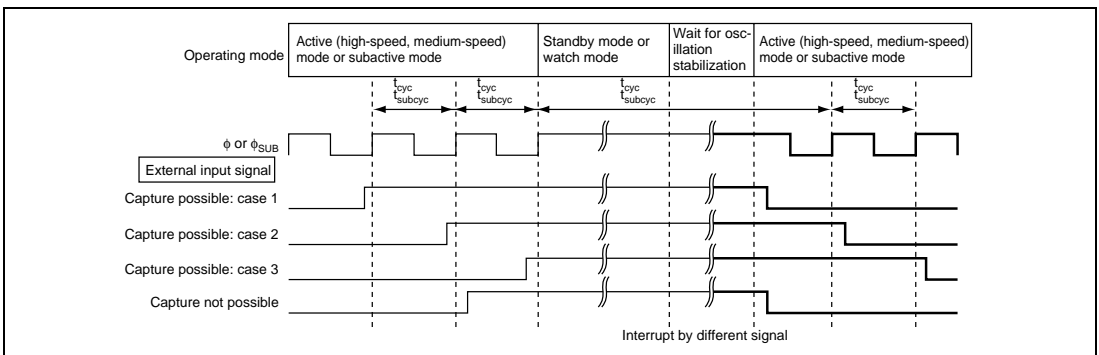 Operating mode
Active (high-speed, medium-speed)
mode or subactive mode
Standby mode or
watch mode
Wait for osc-
illation
stabilization
Active (high-speed, medium-speed)
mode or subactive mode
tcyc
tsubcyc
tcyc
tsubcyc
tcyc
tsubcyc
tcyc
tsubcyc
ϕ or ϕSUB
External input signal
Capture possible: case 1
Capture possible: case 2
Capture possible: case 3
Capture not possible
Interrupt by different signal